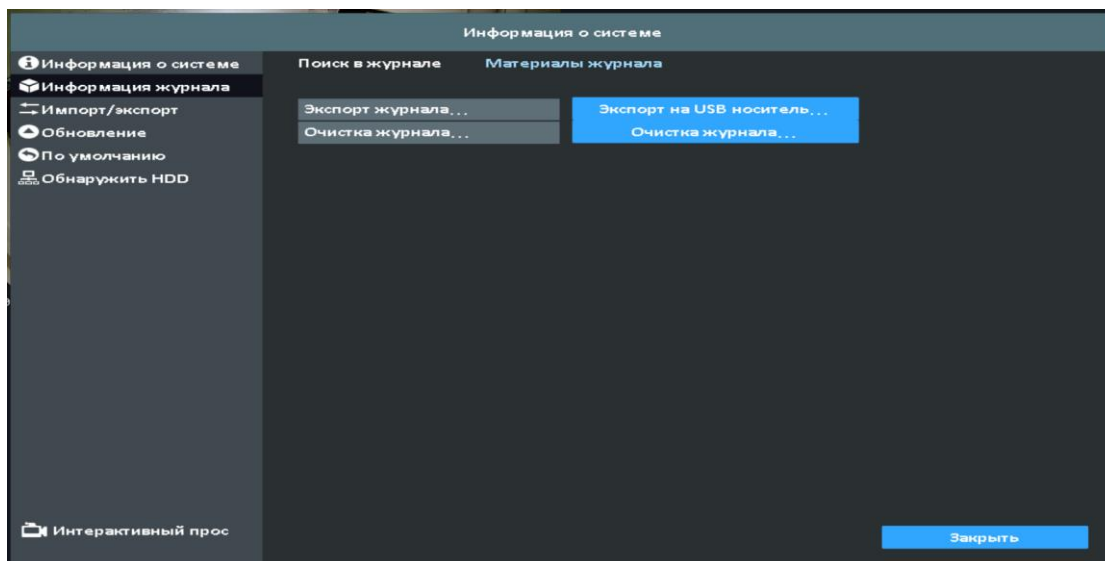 Информация о системе
Информация о системе
Информация журнала
Импорт/экспорт
Обновление
По умолчанию
Обнаружить HDD
Интерактивный прос
Поиск в журнале Материалы журнала
Экспорт журнала... Экспорт на USB носитель...
Очистка журнала... Очистка журнала...
Закрыть